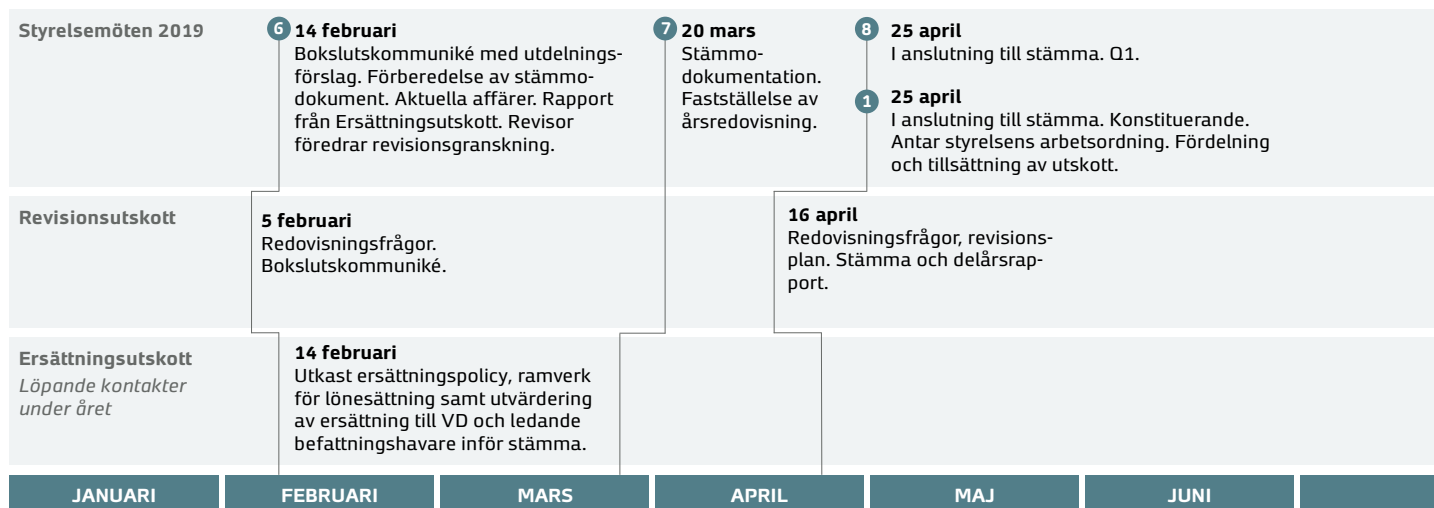 Styrelsemöten 2019
6 14 februari
Bokslutskommuniké med utdelnings-
förslag. Förberedelse av stämmo-
dokument. Aktuella affärer. Rapport
från Ersättningsutskott. Revisor
föredrar revisionsgranskning.
7 20 mars
Stämmo-
dokumentation.
Fastställelse av
årsredovisning.
8 25 april
I anslutning till stämma. Q1.
1 25 april
I anslutning till stämma. Konstituerande.
Antar styrelsens arbetsordning. Fördelning
och tillsättning av utskott.
Revisionsutskott
5 februari
Redovisningsfrågor.
Bokslutskommuniké.
16 april
Redovisningsfrågor, revisions-
plan. Stämma och delårsrap-
port.
Ersättningsutskott
Löpande kontakter
under året
14 februari
Utkast ersättningspolicy, ramverk
för lönesättning samt utvärdering
av ersättning till VD och ledande
befattningshavare inför stämma.
JANUARI
FEBRUARI
MARS
APRIL
MAJ
JUNI